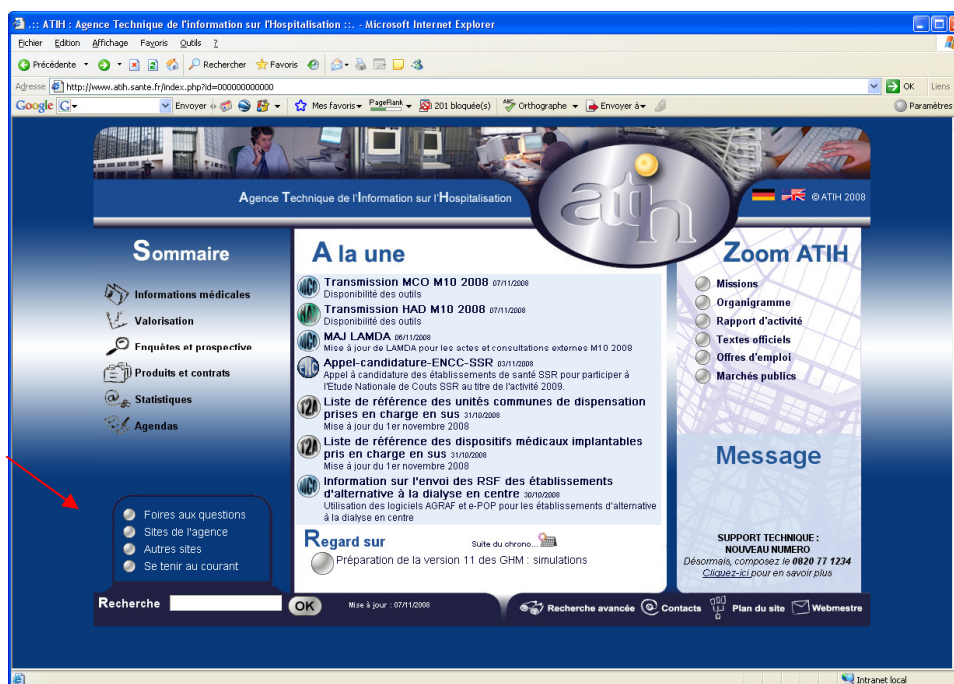 .:: ATIH : Agence Technique de l'information sur l'Hospitalisation ::. - Microsoft Internet Explorer
Fichier Edition Affichage Favoris Outils ?
Précédente Rechercher Favoris
Adresse http://www.atih.sante.fr/index.php?id=000000000000 OK Liens
Google G Envoyer Mes favoris PageRank 201 bloquée(s) Orthographe Envoyer à Paramètres
atih
Agence Technique de l'Information sur l'Hospitalisation
© ATIH 2008
Sommaire
Informations médicales
Valorisation
Enquêtes et prospective
Produits et contrats
Statistiques
Agendas
Foires aux questions
Sites de l'agence
Autres sites
Se tenir au courant
A la une
MCO Transmission MCO M10 2008 07/11/2008
Disponibilité des outils
HAD Transmission HAD M10 2008 07/11/2008
Disponibilité des outils
MCO MAJ LAMDA 06/11/2008
Mise à jour de LAMDA pour les actes et consultations externes M10 2008
Appel-candidature-ENCC-SSR 03/11/2008
Appel à candidature des établissements de santé SSR pour participer à
l'Etude Nationale de Couts SSR au titre de l'activité 2009.
T2A Liste de référence des unités communes de dispensation
prises en charge en sus 31/10/2008
Mise à jour du 1er novembre 2008
T2A Liste de référence des dispositifs médicaux implantables
pris en charge en sus 31/10/2008
Mise à jour du 1er novembre 2008
MCO Information sur l'envoi des RSF des établissements
d'alternative à la dialyse en centre 30/10/2008
Utilisation des logiciels AGRAF et e-POP pour les établissements d'alternative
à la dialyse en centre
Regard sur Suite du chrono...
Préparation de la version 11 des GHM : simulations
Zoom ATIH
Missions
Organigramme
Rapport d'activité
Textes officiels
Offres d'emploi
Marchés publics
Message
SUPPORT TECHNIQUE :
NOUVEAU NUMERO
Désormais, composez le 0820 77 1234
Cliquez-ici pour en savoir plus
Recherche OK Mise à jour : 07/11/2008 Recherche avancée Contacts Plan du site Webmestre
Intranet local